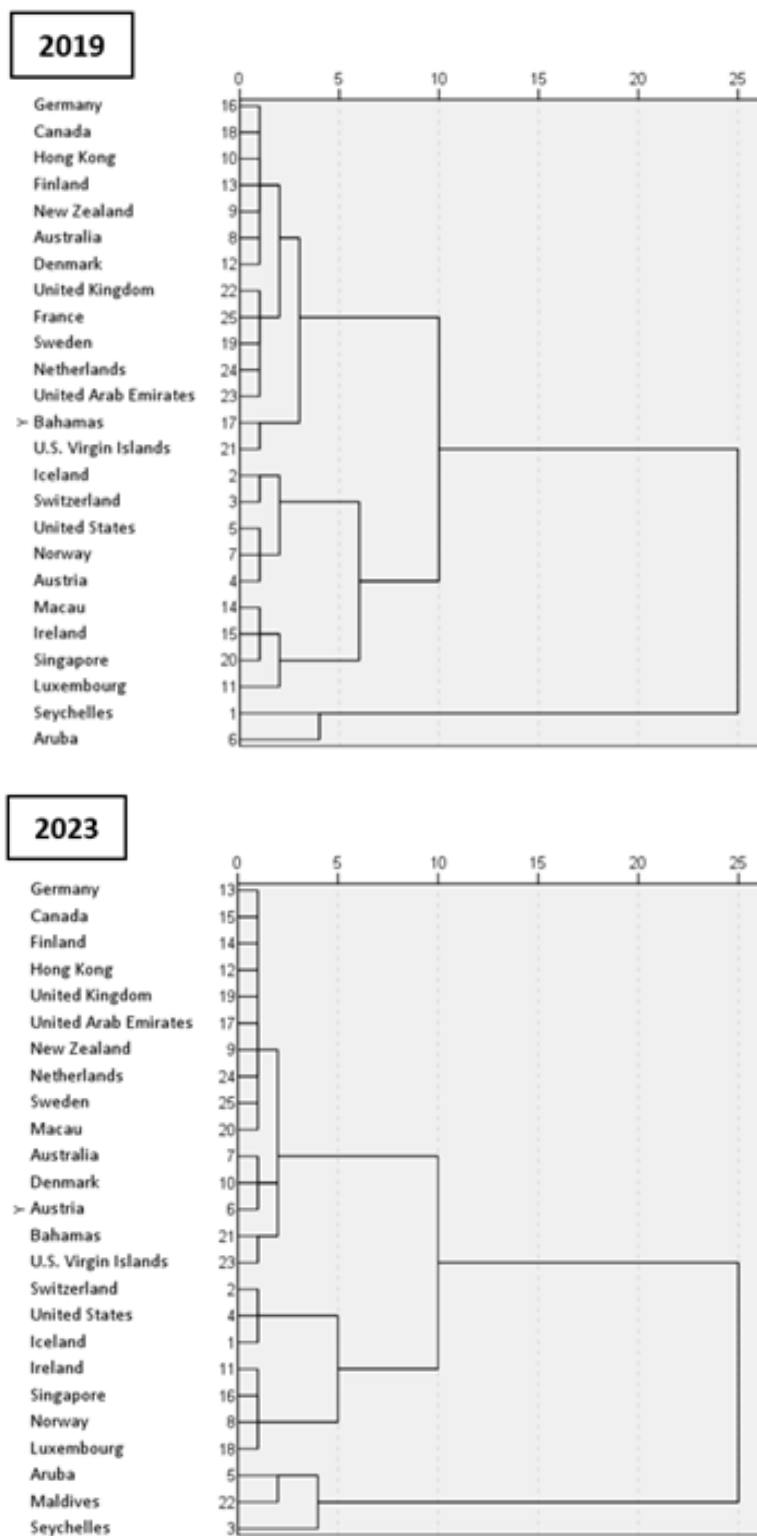 2019
0 5 10 15 20 25
Germany 16
Canada 18
Hong Kong 10
Finland 13
New Zealand 9
Australia 8
Denmark 12
United Kingdom 22
France 25
Sweden 19
Netherlands 24
United Arab Emirates 23
> Bahamas 17
U.S. Virgin Islands 21
Iceland 2
Switzerland 3
United States 5
Norway 7
Austria 4
Macau 14
Ireland 15
Singapore 20
Luxembourg 11
Seychelles 1
Aruba 6
2023
0 5 10 15 20 25
Germany 13
Canada 15
Finland 14
Hong Kong 12
United Kingdom 19
United Arab Emirates 17
New Zealand 9
Netherlands 24
Sweden 25
Macau 20
Australia 7
Denmark 10
> Austria 6
Bahamas 21
U.S. Virgin Islands 23
Switzerland 2
United States 4
Iceland 1
Ireland 11
Singapore 16
Norway 8
Luxembourg 18
Aruba 5
Maldives 22
Seychelles 3